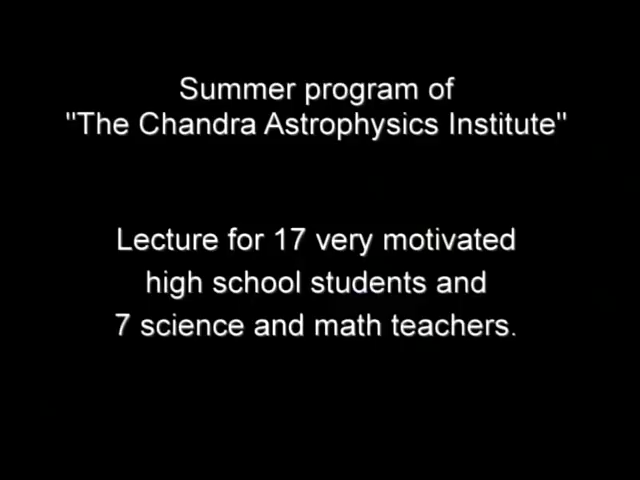 Summer program of
"The Chandra Astrophysics Institute"
Lecture for 17 very motivated
high school students and
7 science and math teachers.